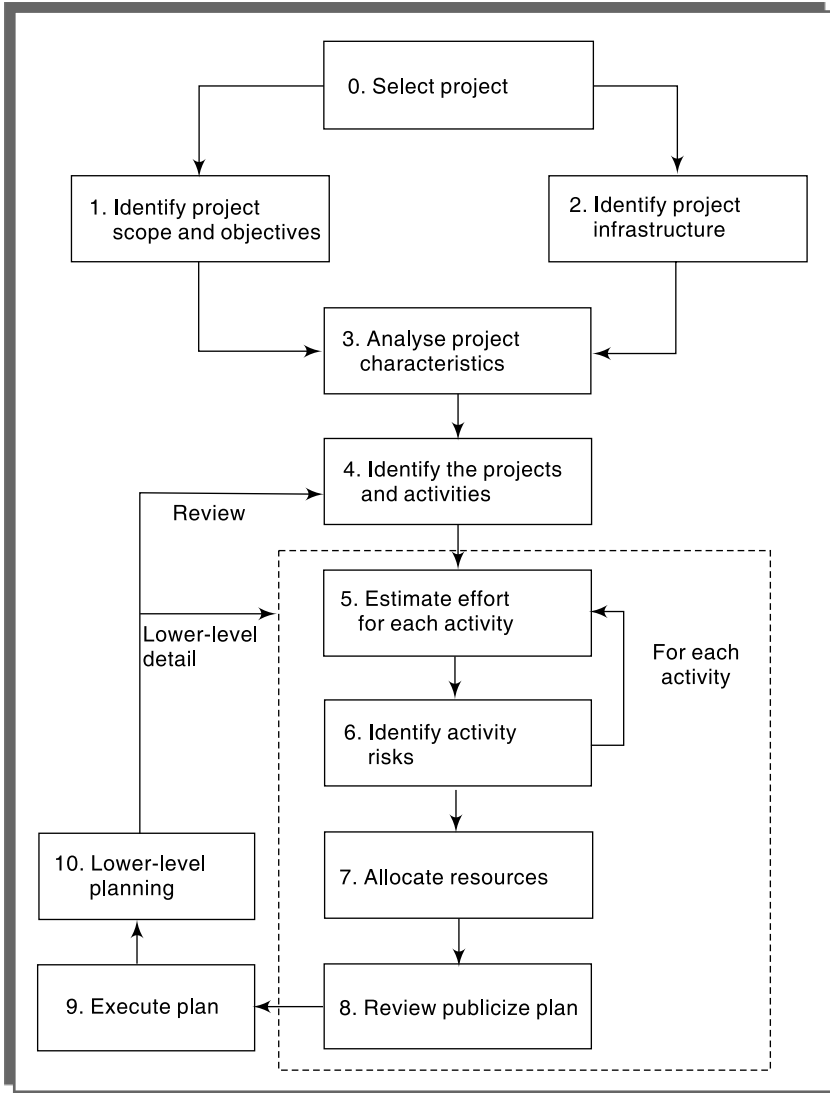 0. Select project
1. Identify project
scope and objectives
2. Identify project
infrastructure
3. Analyse project
characteristics
4. Identify the projects
and activities
Review
5. Estimate effort
for each activity
Lower-level
detail
For each
activity
6. Identify activity
risks
10. Lower-level
planning
7. Allocate resources
9. Execute plan
8. Review publicize plan